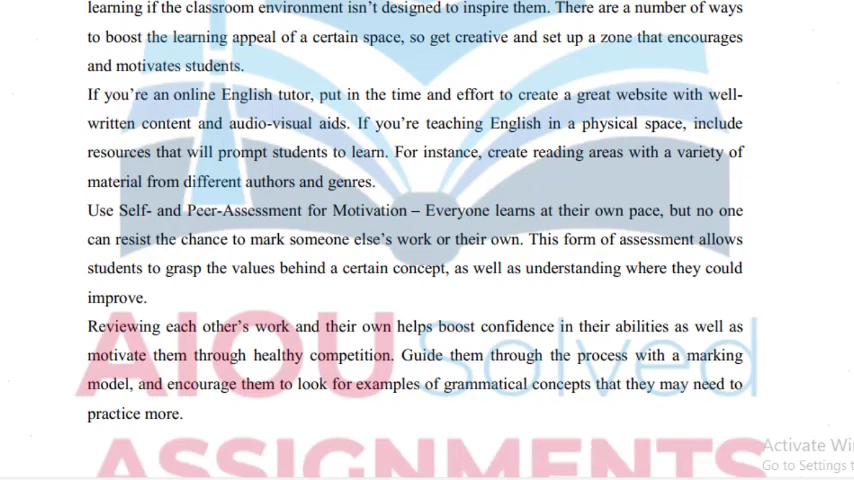 learning if the classroom environment isn’t designed to inspire them. There are a number of ways
to boost the learning appeal of a certain space, so get creative and set up a zone that encourages
and motivates students.
If you’re an online English tutor, put in the time and effort to create a great website with well-
written content and audio-visual aids. If you’re teaching English in a physical space, include
resources that will prompt students to learn. For instance, create reading areas with a variety of
material from different authors and genres.
Use Self- and Peer-Assessment for Motivation – Everyone learns at their own pace, but no one
can resist the chance to mark someone else’s work or their own. This form of assessment allows
students to grasp the values behind a certain concept, as well as understanding where they could
improve.
Reviewing each other’s work and their own helps boost confidence in their abilities as well as
motivate them through healthy competition. Guide them through the process with a marking
model, and encourage them to look for examples of grammatical concepts that they may need to
practice more.
AIOU Solved
ASSIGNMENTS
Activate Wi
Go to Settings t